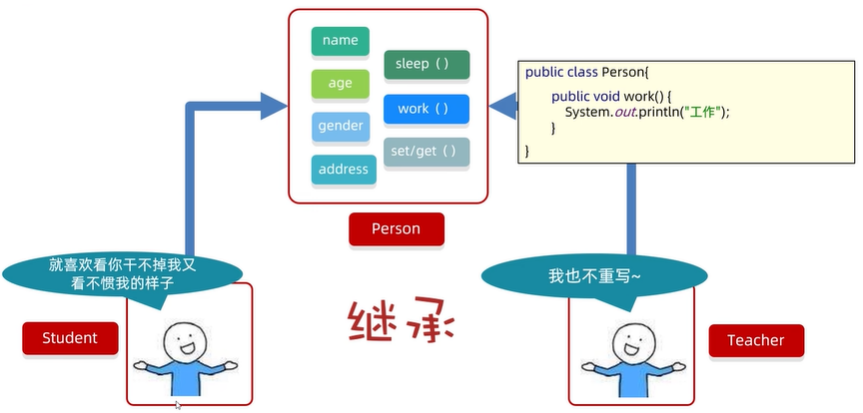 name
age
gender
address
sleep（）
work（）
set/get（）
Person
public class Person{
public void work() {
System.out.println("工作");
}
}
就喜欢看你干不掉我又
看不惯我的样子
Student
继承
我也不重写~
Teacher